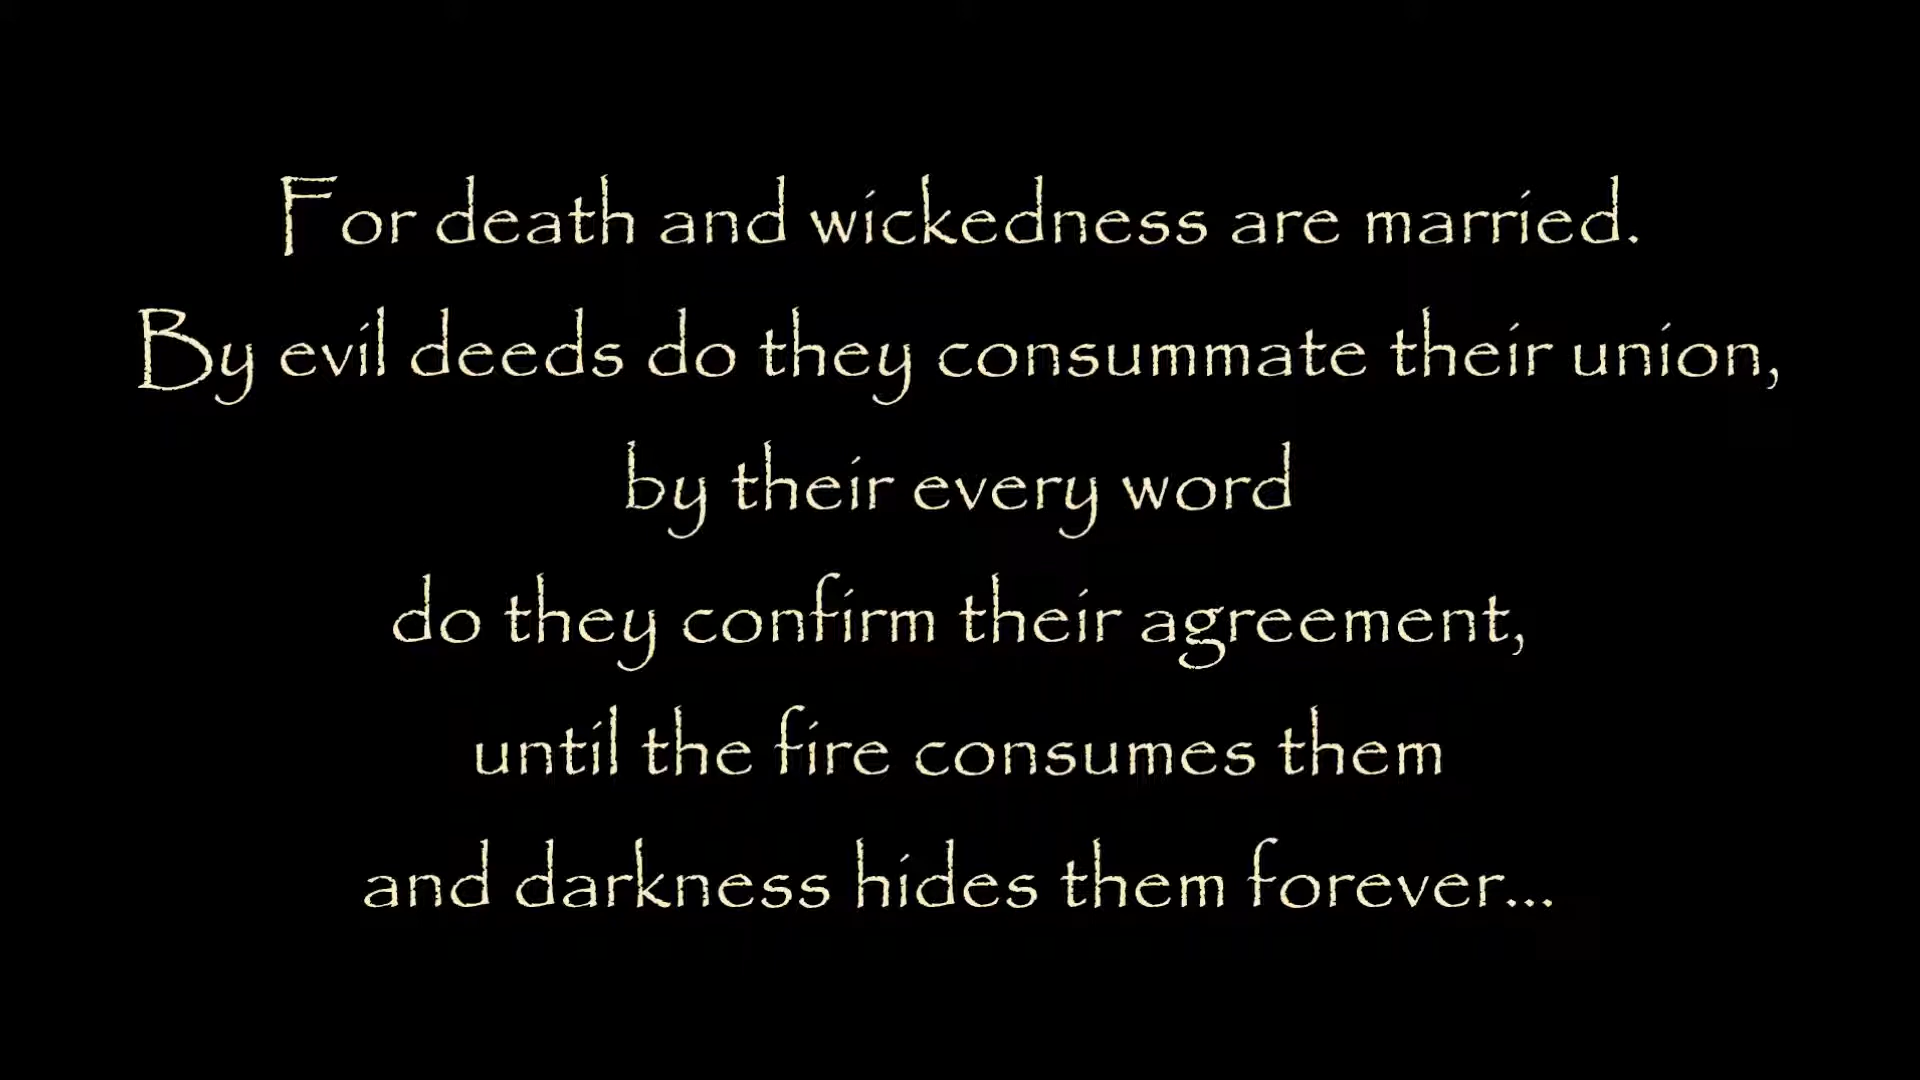 For death and wickedness are married.
By evil deeds do they consummate their union,
by their every word
do they confirm their agreement,
until the fire consumes them
and darkness hides them forever...